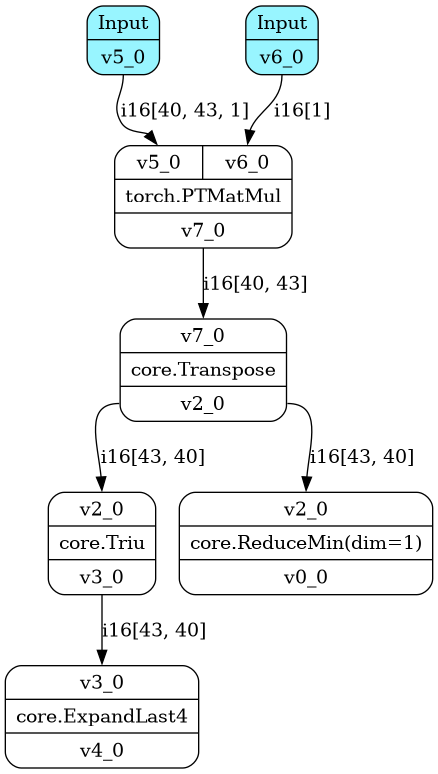 Input
v5_0
Input
v6_0
i16[40, 43, 1]
i16[1]
v5_0
v6_0
torch.PTMatMul
v7_0
i16[40, 43]
v7_0
core.Transpose
v2_0
i16[43, 40]
i16[43, 40]
v2_0
core.Triu
v3_0
v2_0
core.ReduceMin(dim=1)
v0_0
i16[43, 40]
v3_0
core.ExpandLast4
v4_0